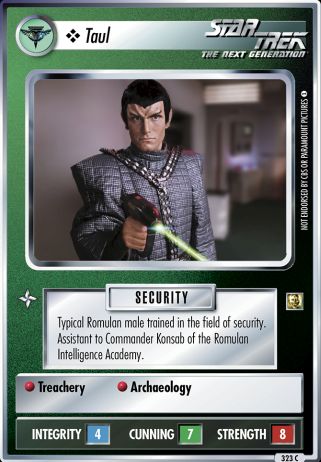 Taul
STAR TREK
THE NEXT GENERATION
NOT ENDORSED BY CBS OR PARAMOUNT PICTURES
SECURITY
Typical Romulan male trained in the field of security.
Assistant to Commander Konsab of the Romulan
Intelligence Academy.
Treachery Archaeology
INTEGRITY 4 CUNNING 7 STRENGTH 8
323 C